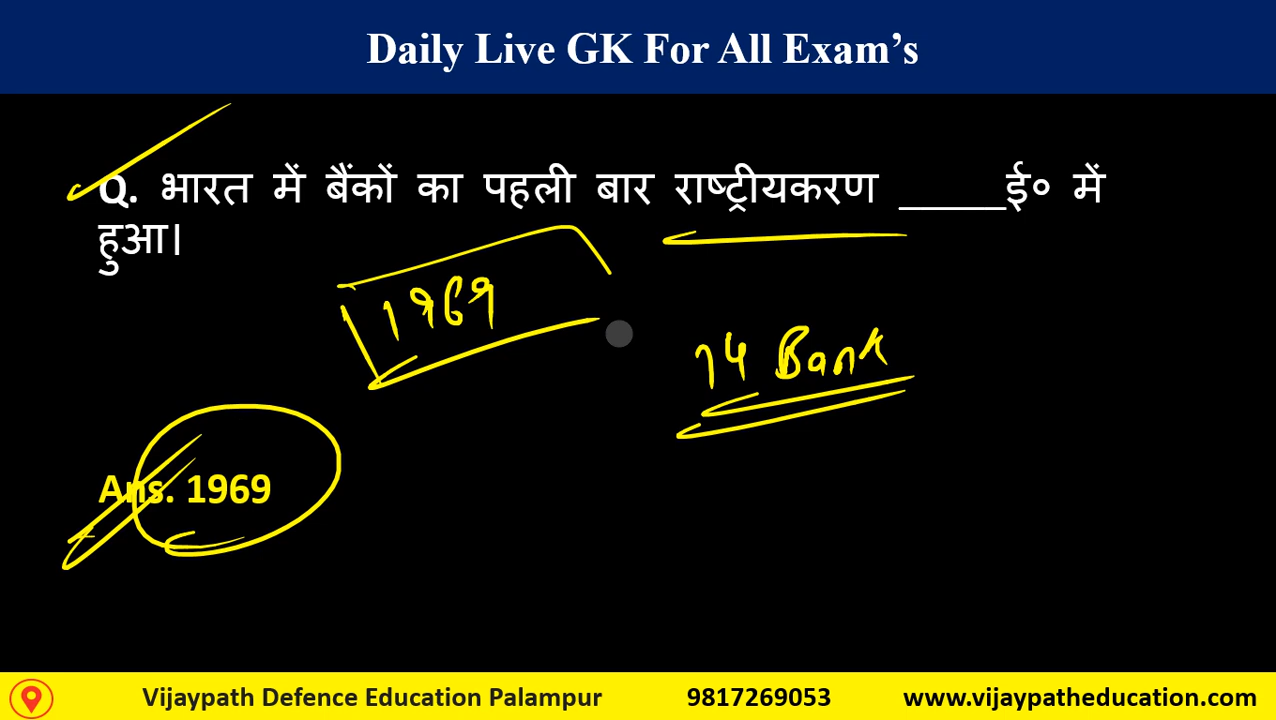 Daily Live GK For All Exam’s
Q. भारत में बैंकों का पहली बार राष्ट्रीयकरण _____ई० में
हुआ।
1969
14 Bank
Ans. 1969
Vijaypath Defence Education Palampur 9817269053 www.vijaypatheducation.com